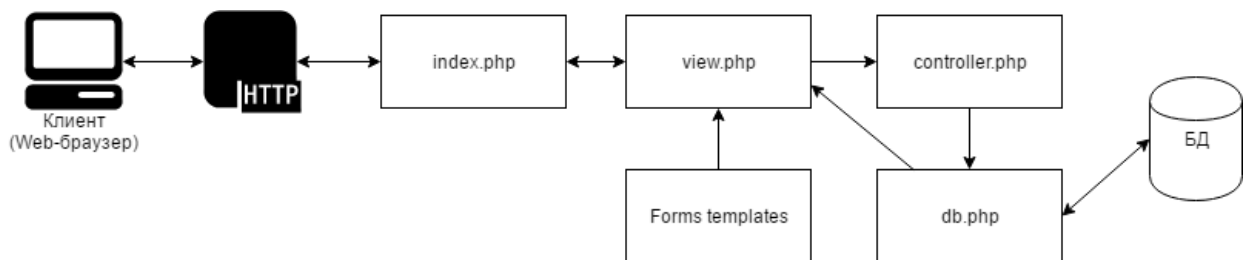 HTTP
index.php
view.php
controller.php
Клиент
(Web-браузер)
БД
Forms templates
db.php